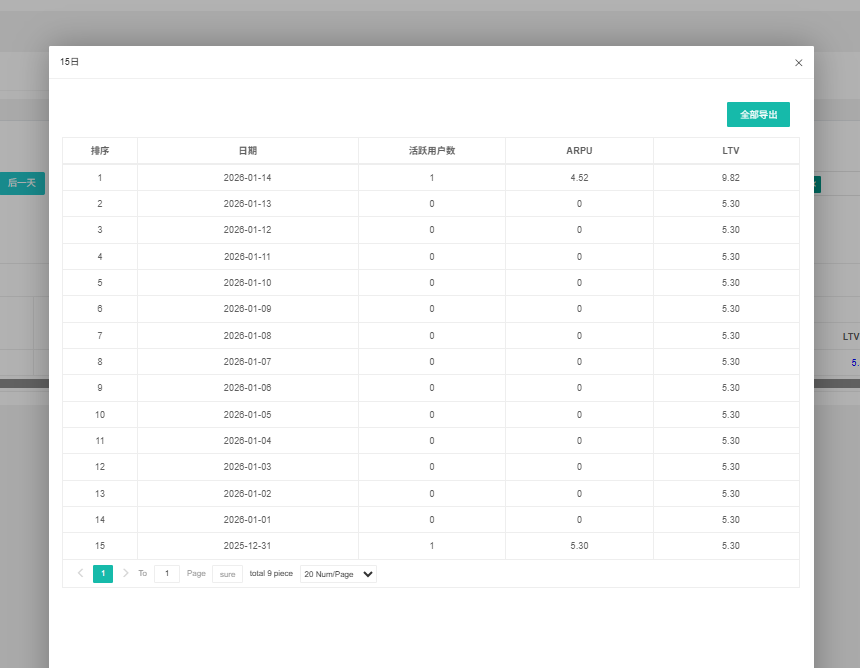 15日
×
全部导出
排序 日期 活跃用户数 ARPU LTV
1 2026-01-14 1 4.52 9.82
2 2026-01-13 0 0 5.30
后一天
3 2026-01-12 0 0 5.30
4 2026-01-11 0 0 5.30
5 2026-01-10 0 0 5.30
6 2026-01-09 0 0 5.30
7 2026-01-08 0 0 5.30
LTV
8 2026-01-07 0 0 5.30
5.
9 2026-01-06 0 0 5.30
10 2026-01-05 0 0 5.30
11 2026-01-04 0 0 5.30
12 2026-01-03 0 0 5.30
13 2026-01-02 0 0 5.30
14 2026-01-01 0 0 5.30
15 2025-12-31 1 5.30 5.30
1 To 1 Page sure total 9 piece 20 Num/Page